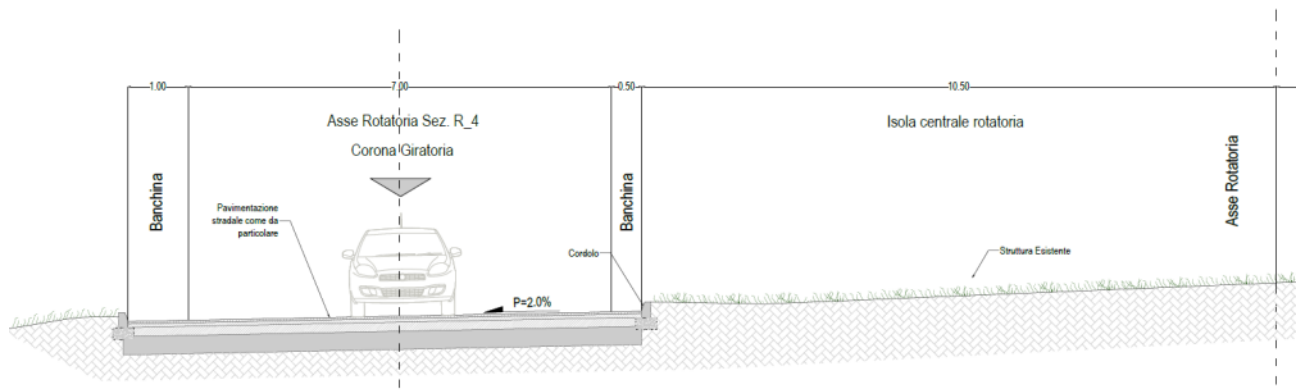 1.00
7.00
0.50
10.50
Asse Rotatoria Sez. R_4
Corona Giratoria
Isola centrale rotatoria
Banchina
Banchina
Asse Rotatoria
Pavimentazione
stradale come da
particolare
Cordolo
Struttura Esistente
P=2.0%